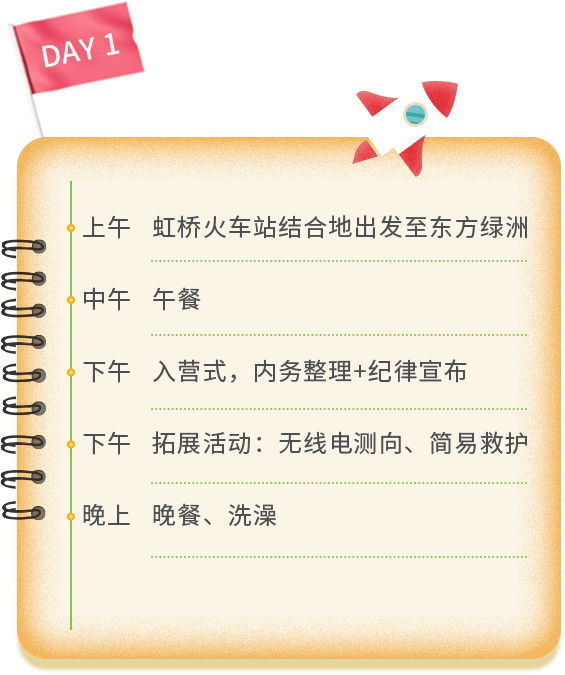 DAY 1
上午 虹桥火车站结合地出发至东方绿洲
中午 午餐
下午 入营式，内务整理+纪律宣布
下午 拓展活动：无线电测向、简易救护
晚上 晚餐、洗澡